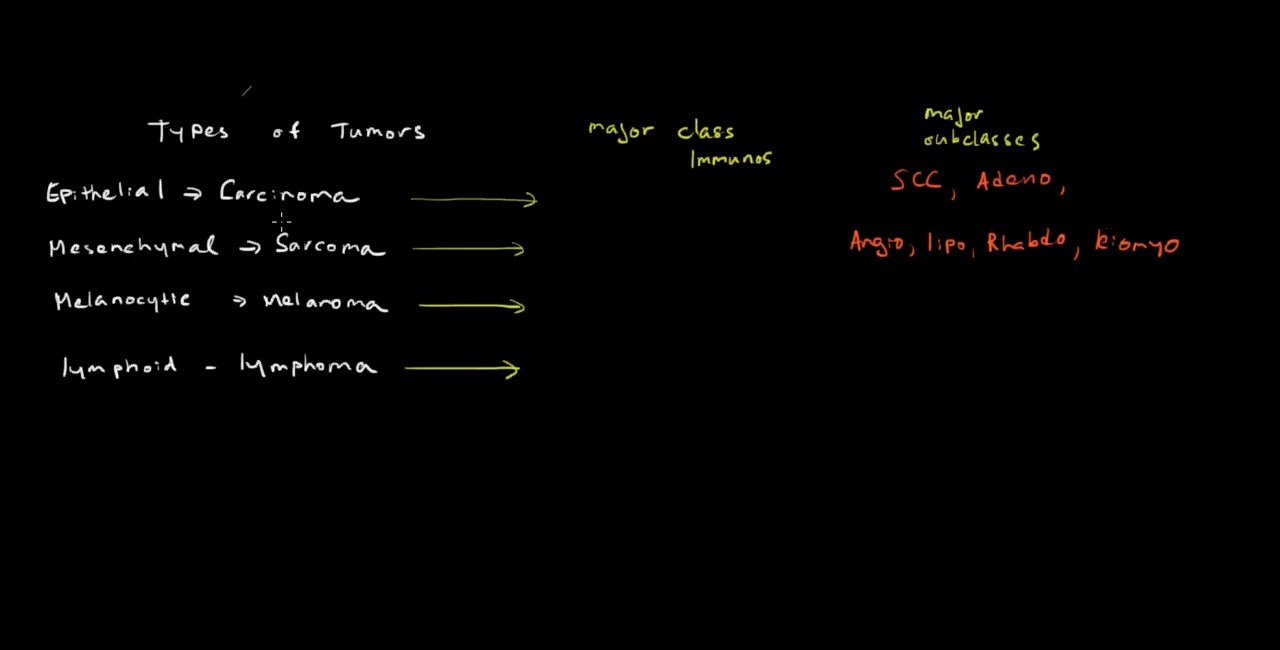 Types of Tumors
major class
Immunos
major
subclasses
Epithelial ⇒ Carcinoma
SCC, Adeno,
Mesenchymal ⇒ Sarcoma
Angio, lipo, Rhabdo,
Melanocytic ⇒ Melanoma
lymphoid - lymphoma